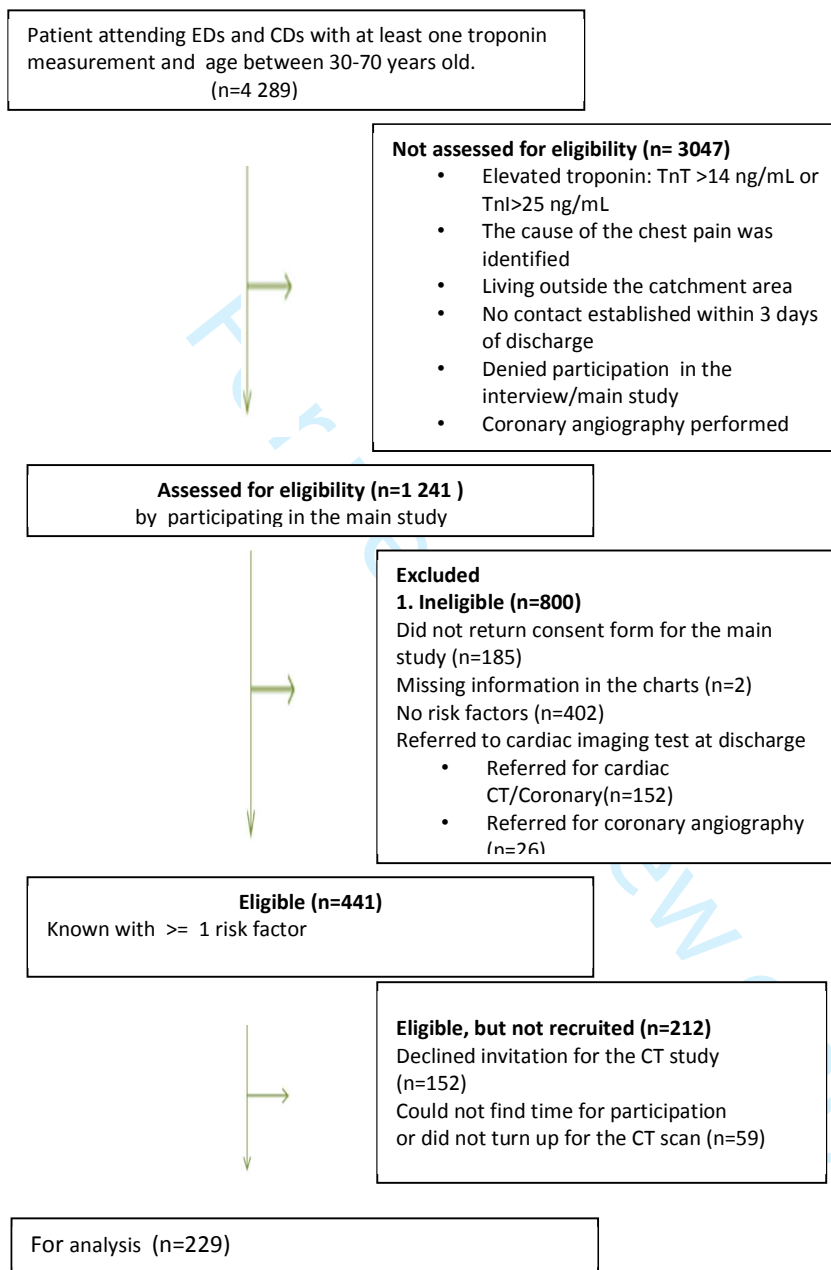 Patient attending EDs and CDs with at least one troponin
measurement and  age between 30-70 years old.
(n=4 289)
Not assessed for eligibility (n= 3047)
• Elevated troponin: TnT >14 ng/mL or
TnI>25 ng/mL
• The cause of the chest pain was
identified
• Living outside the catchment area
• No contact established within 3 days
of discharge
• Denied participation  in the
interview/main study
• Coronary angiography performed
Assessed for eligibility (n=1 241 )
by  participating in the main study
Excluded
1. Ineligible (n=800)
Did not return consent form for the main
study (n=185)
Missing information in the charts (n=2)
No risk factors (n=402)
Referred to cardiac imaging test at discharge
• Referred for cardiac
CT/Coronary(n=152)
• Referred for coronary angiography
(n=26)
Eligible (n=441)
Known with  >=  1 risk factor
Eligible, but not recruited (n=212)
Declined invitation for the CT study
(n=152)
Could not find time for participation
or did not turn up for the CT scan (n=59)
For analysis  (n=229)